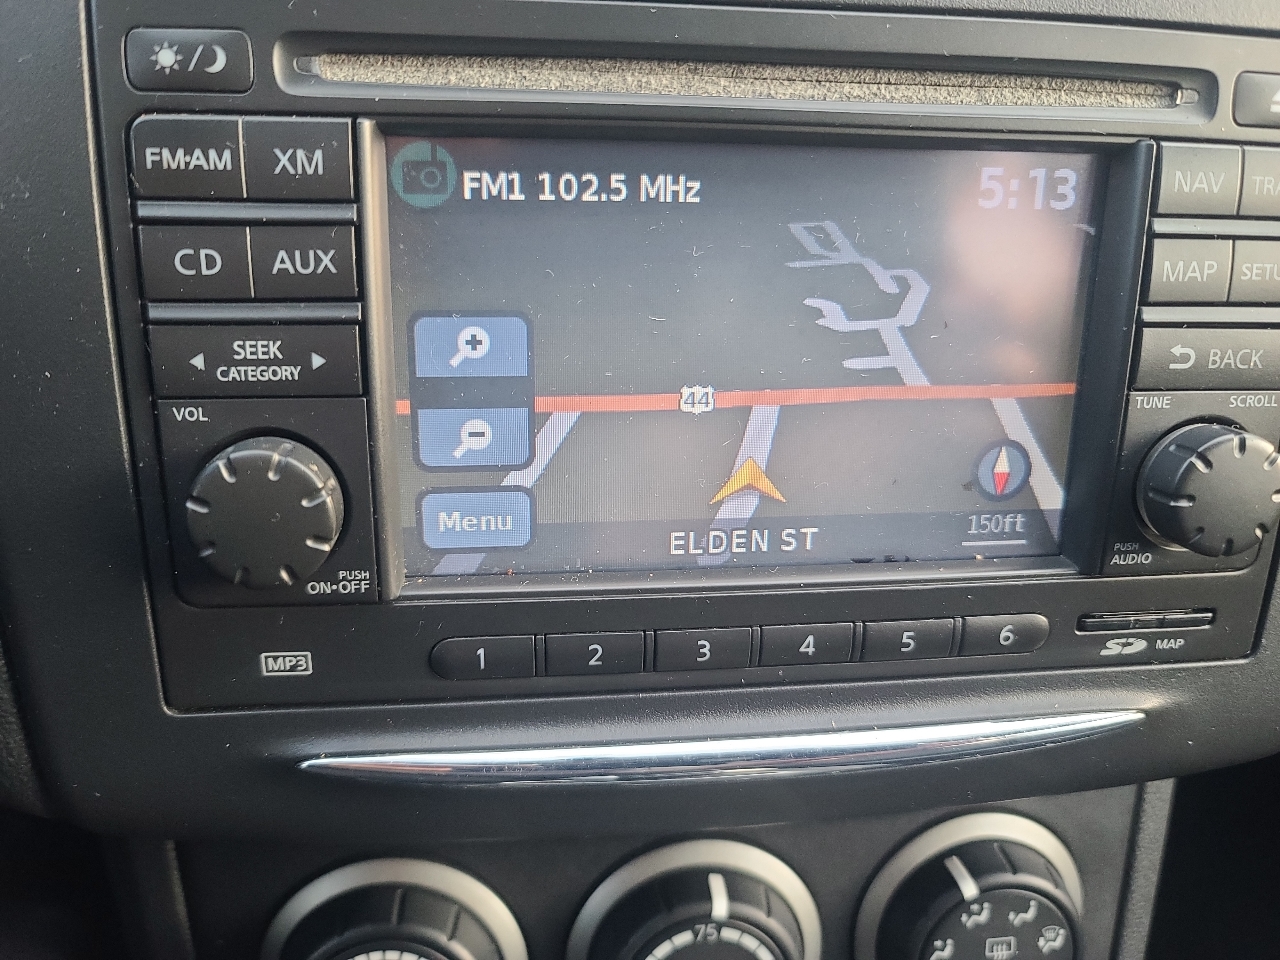 FM·AM
XM
CD
AUX
SEEK
CATEGORY
VOL
PUSH
ON•OFF
FM1 102.5 MHz
5:13
44
Menu
ELDEN ST
150ft
NAV
MAP
BACK
TUNE
SCROLL
PUSH
AUDIO
MP3
1
2
3
4
5
6
SD
MAP
75